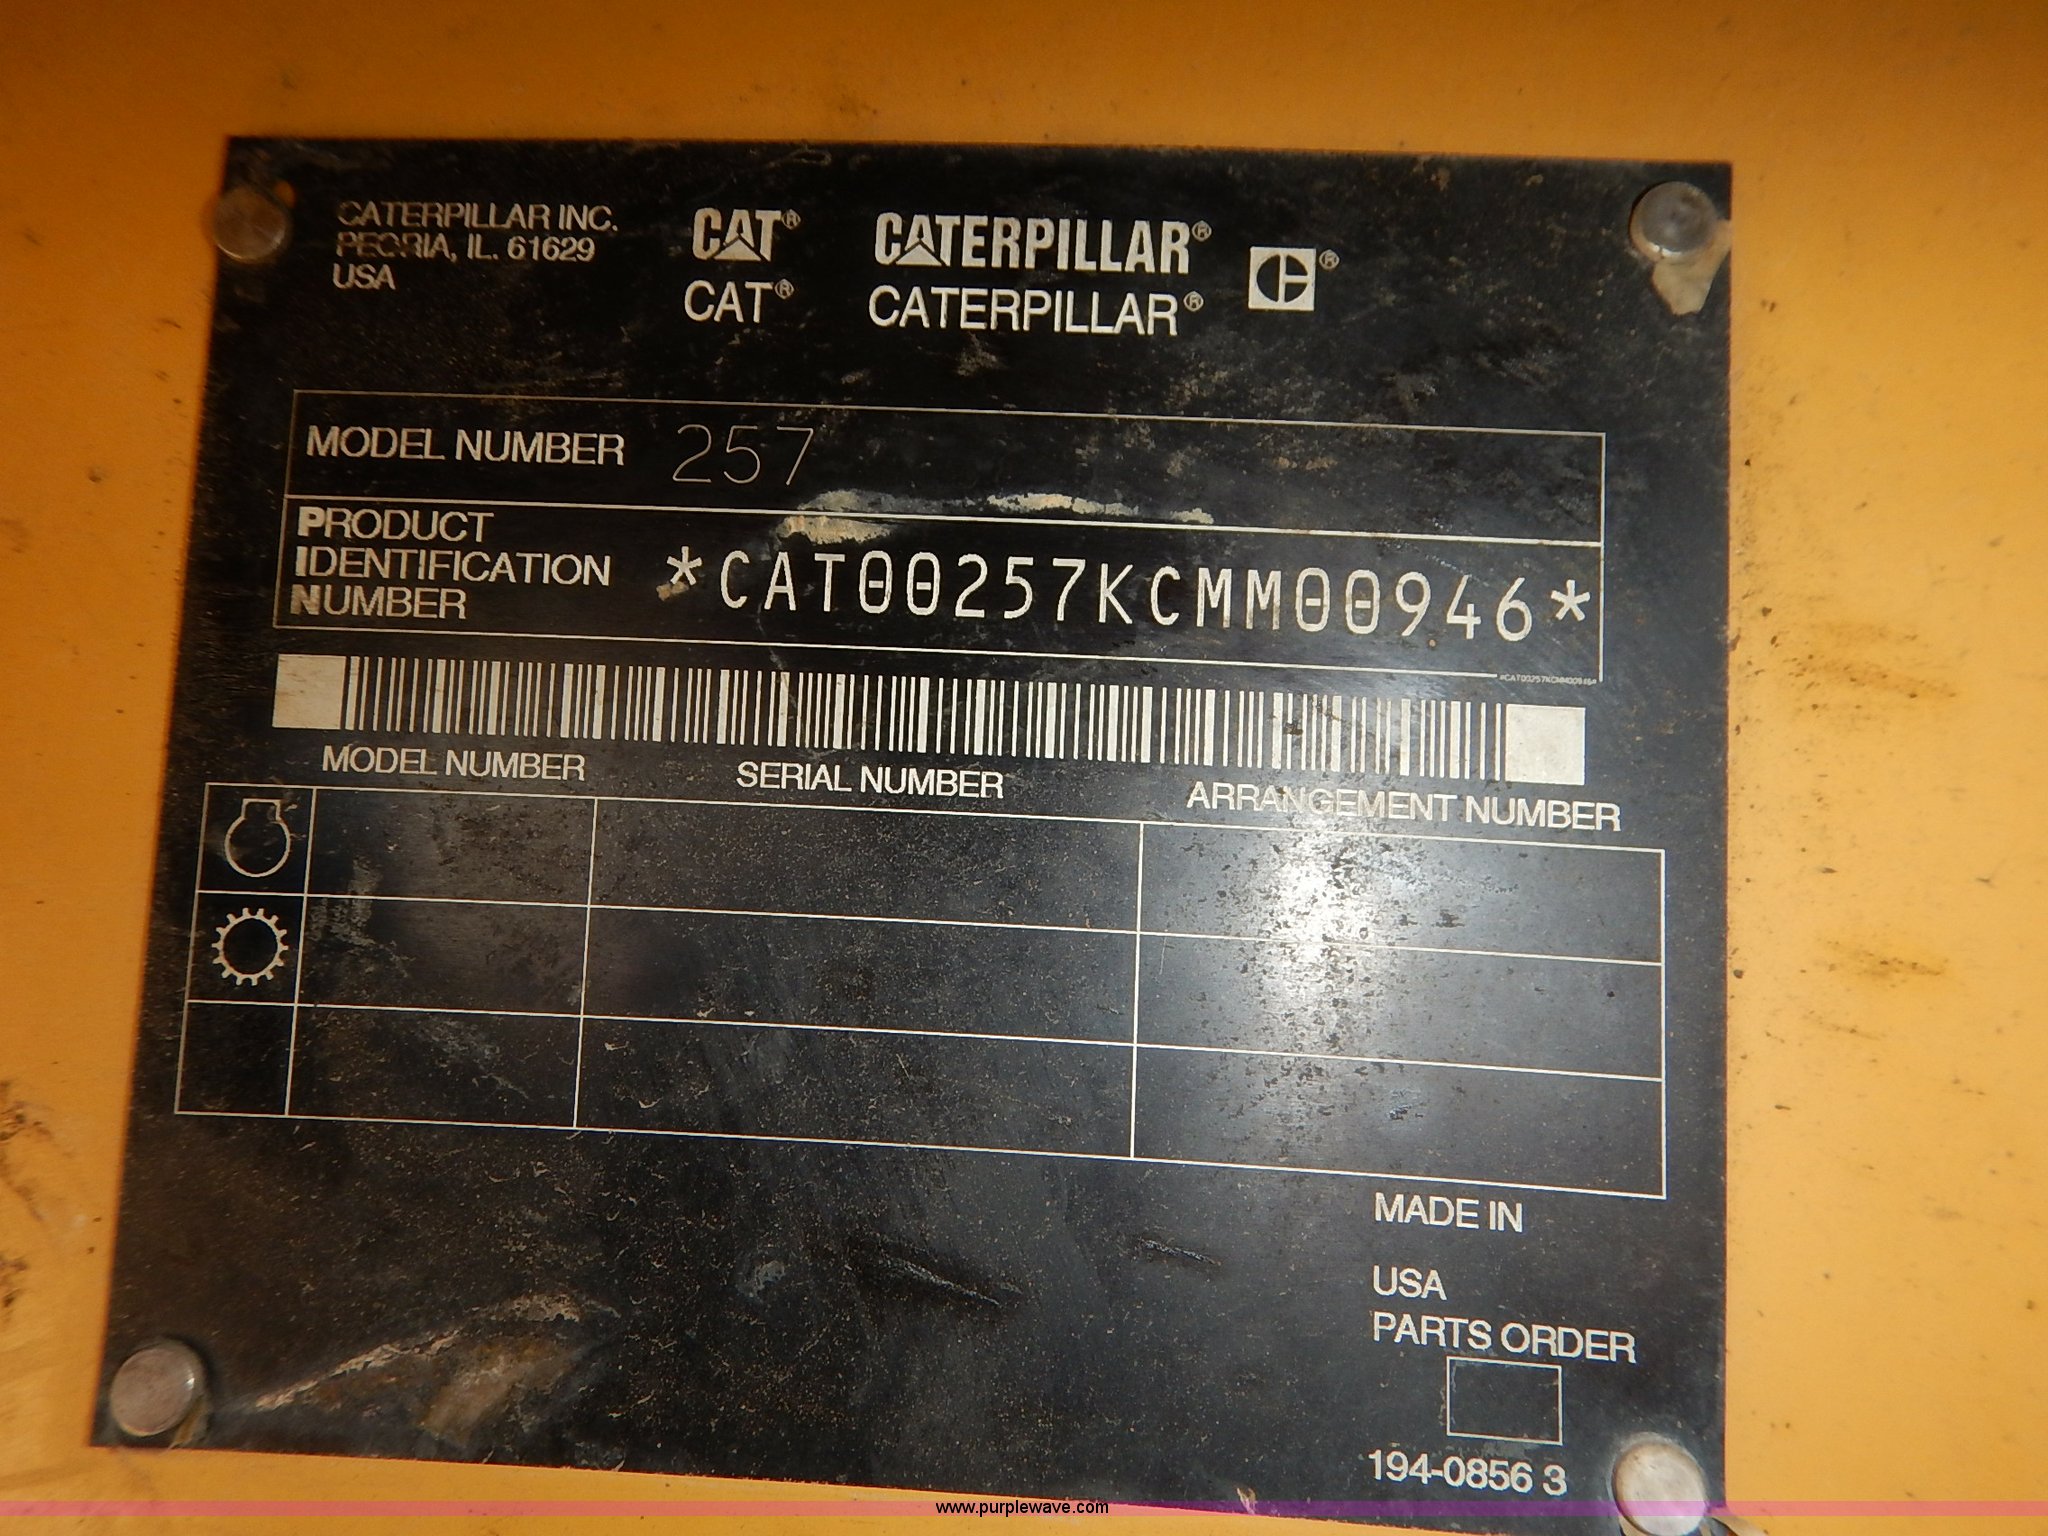 CATERPILLAR INC.
PEORIA, IL. 61629
USA
CAT® CATERPILLAR® ®
CAT® CATERPILLAR®
MODEL NUMBER 257
PRODUCT
IDENTIFICATION
NUMBER
*CAT00257KCMM00946*
*CAT00257KCMM00946*
MODEL NUMBER SERIAL NUMBER ARRANGEMENT NUMBER
MADE IN
USA
PARTS ORDER
194-0856 3
www.purplewave.com